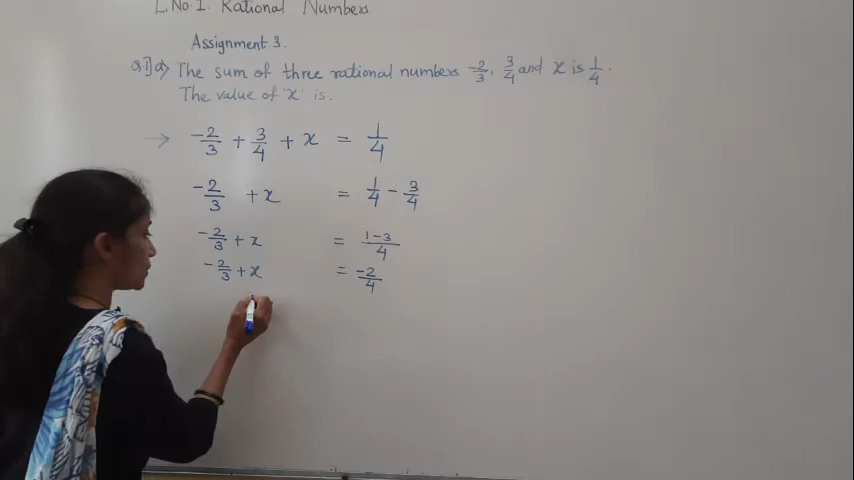 L.No.1. Rational Numbers
Assignment 3.
Q.1] a) The sum of three rational numbers -2/3, 3/4 and x is 1/4.
The value of 'x' is.
→ -2/3 + 3/4 + x = 1/4
-2/3 + x = 1/4 - 3/4
-2/3 + x = 1-3/4
-2/3 + x = -2/4